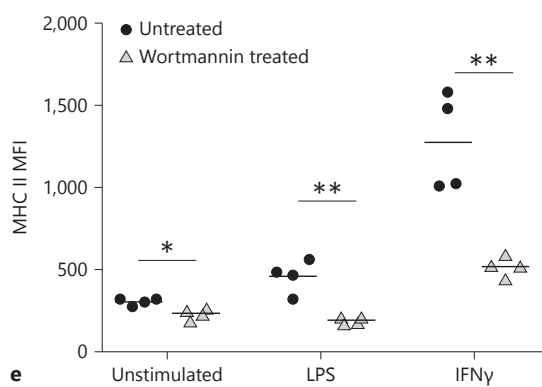 2,000
Untreated
Wortmannin treated
**
1,500
MHC II MFI
1,000
**
500
*
0
e
Unstimulated
LPS
IFNγ